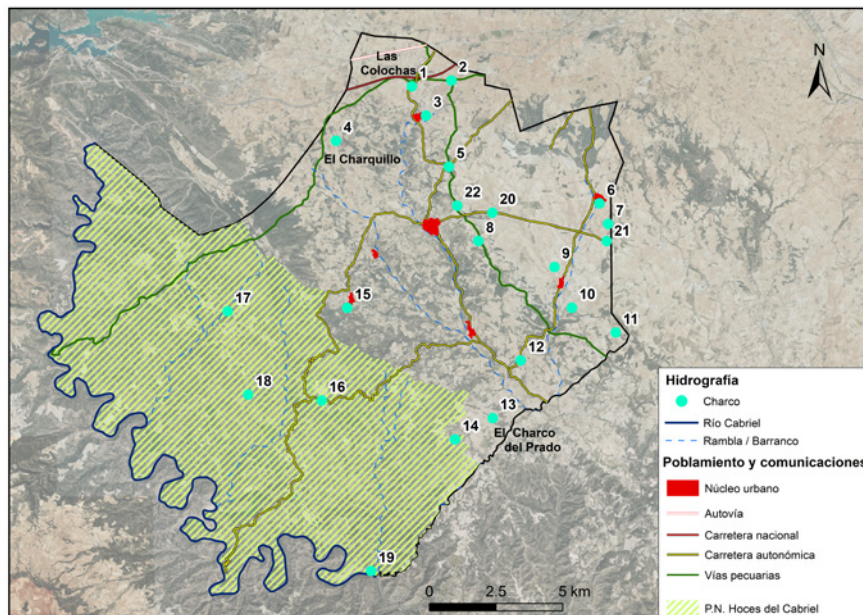 Las
Colochas
N
1
2
3
4
El Charquillo
5
6
22
20
7
8
21
9
10
15
17
11
12
18
16
13
14
El Charco
del Prado
19
0 2.5 5 km
Hidrografía
Charco
Río Cabriel
Rambla / Barranco
Poblamiento y comunicaciones
Núcleo urbano
Autovía
Carretera nacional
Carretera autonómica
Vías pecuarias
P.N. Hoces del Cabriel